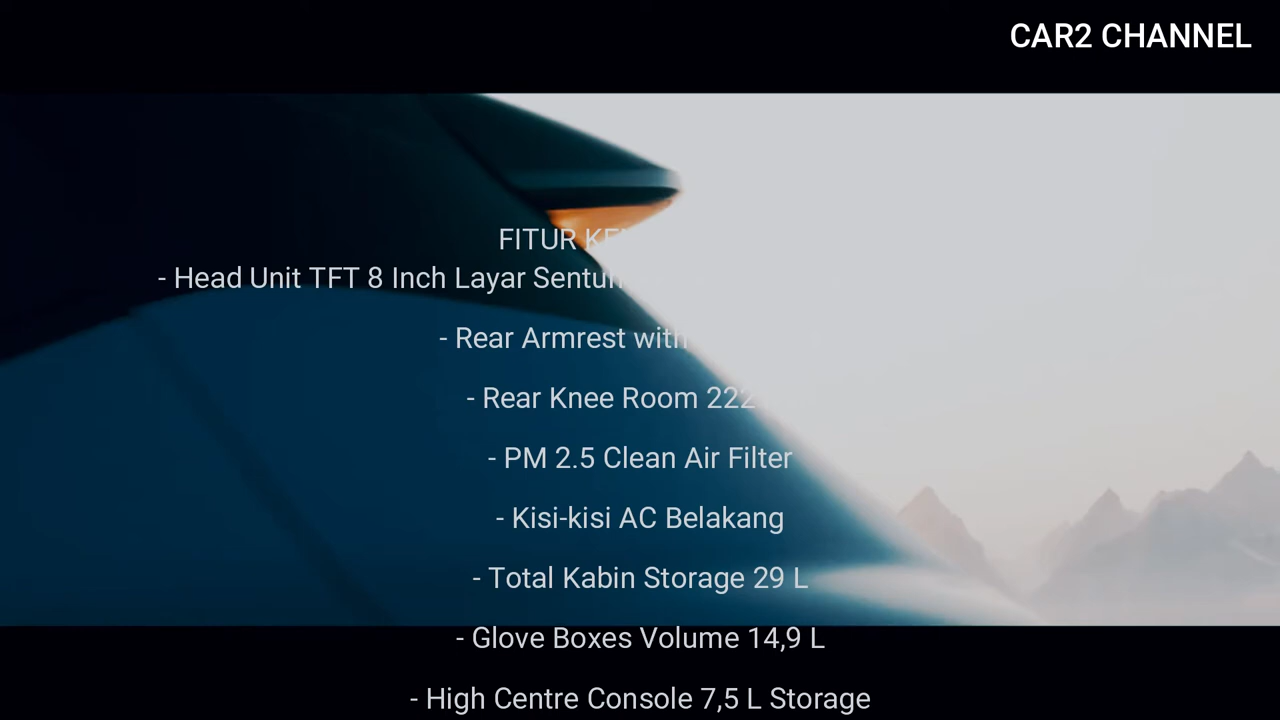 CAR2 CHANNEL
FITUR
- Head Unit TFT 8 Inch Layar Sentuh
- Rear Armrest with
- Rear Knee Room 222
- PM 2.5 Clean Air Filter
- Kisi-kisi AC Belakang
- Total Kabin Storage 29 L
- Glove Boxes Volume 14,9 L
- High Centre Console 7,5 L Storage